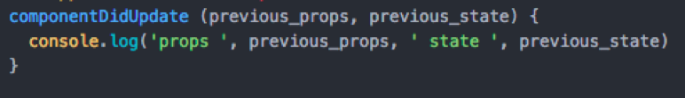 componentDidUpdate (previous_props, previous_state) {
  console.log('props ', previous_props, ' state ', previous_state)
}